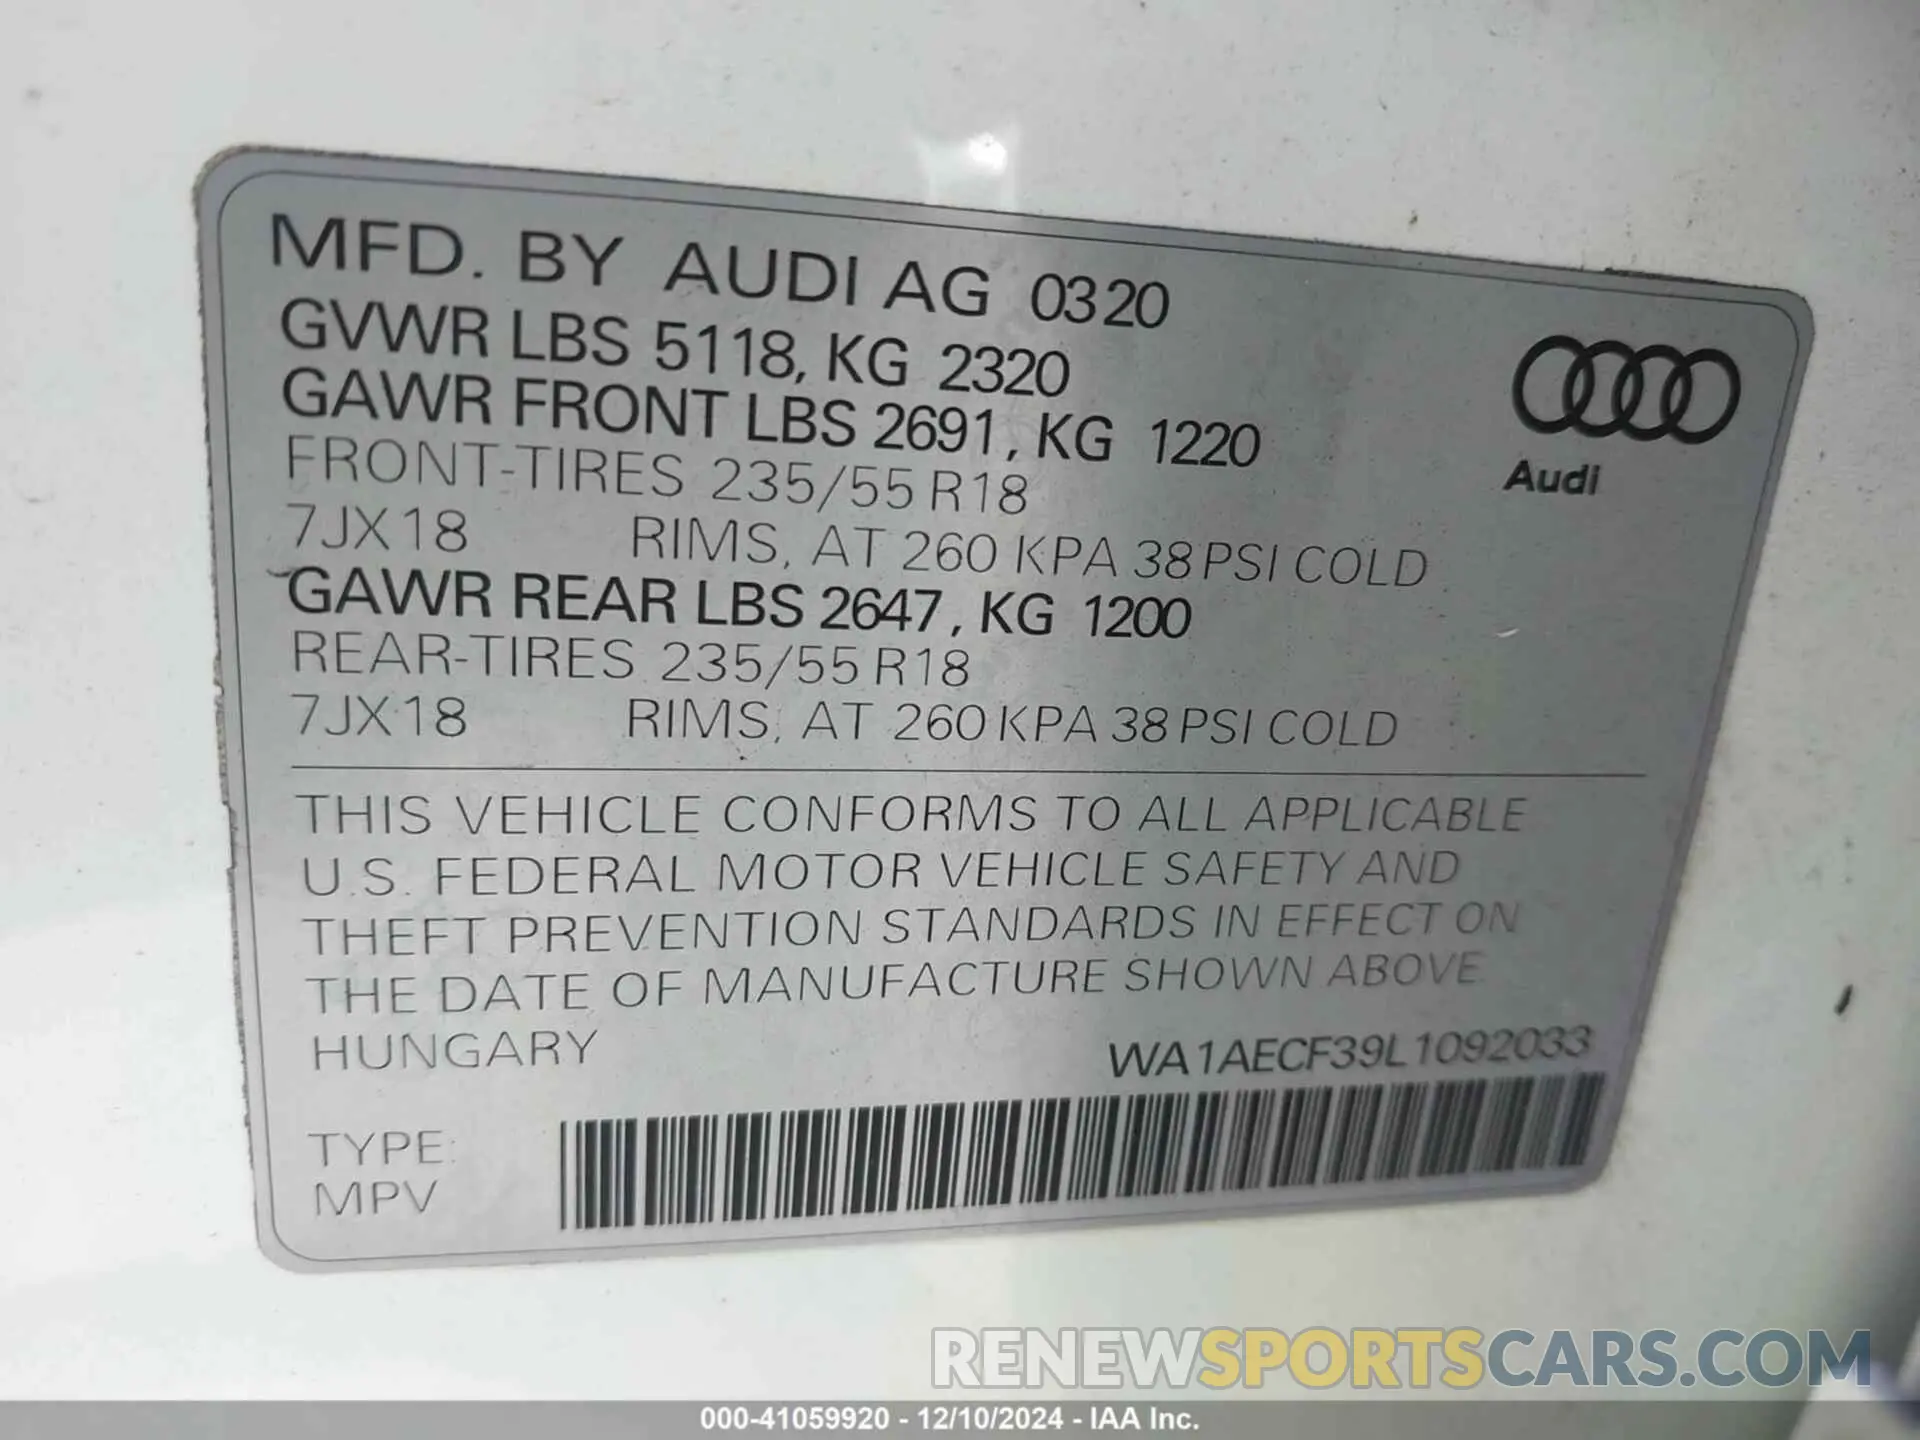 MFD. BY AUDI AG 0320
GVWR LBS 5118, KG 2320
GAWR FRONT LBS 2691, KG 1220
FRONT-TIRES 235/55 R18
7JX18 RIMS, AT 260 KPA 38 PSI COLD
GAWR REAR LBS 2647, KG 1200
REAR-TIRES 235/55 R18
7JX18 RIMS, AT 260 KPA 38 PSI COLD
Audi
THIS VEHICLE CONFORMS TO ALL APPLICABLE
U.S. FEDERAL MOTOR VEHICLE SAFETY AND
THEFT PREVENTION STANDARDS IN EFFECT ON
THE DATE OF MANUFACTURE SHOWN ABOVE
HUNGARY WA1AECF39L1092033
TYPE:
MPV
RENEWSPORTSCARS.COM
000-41059920 - 12/10/2024 - IAA Inc.